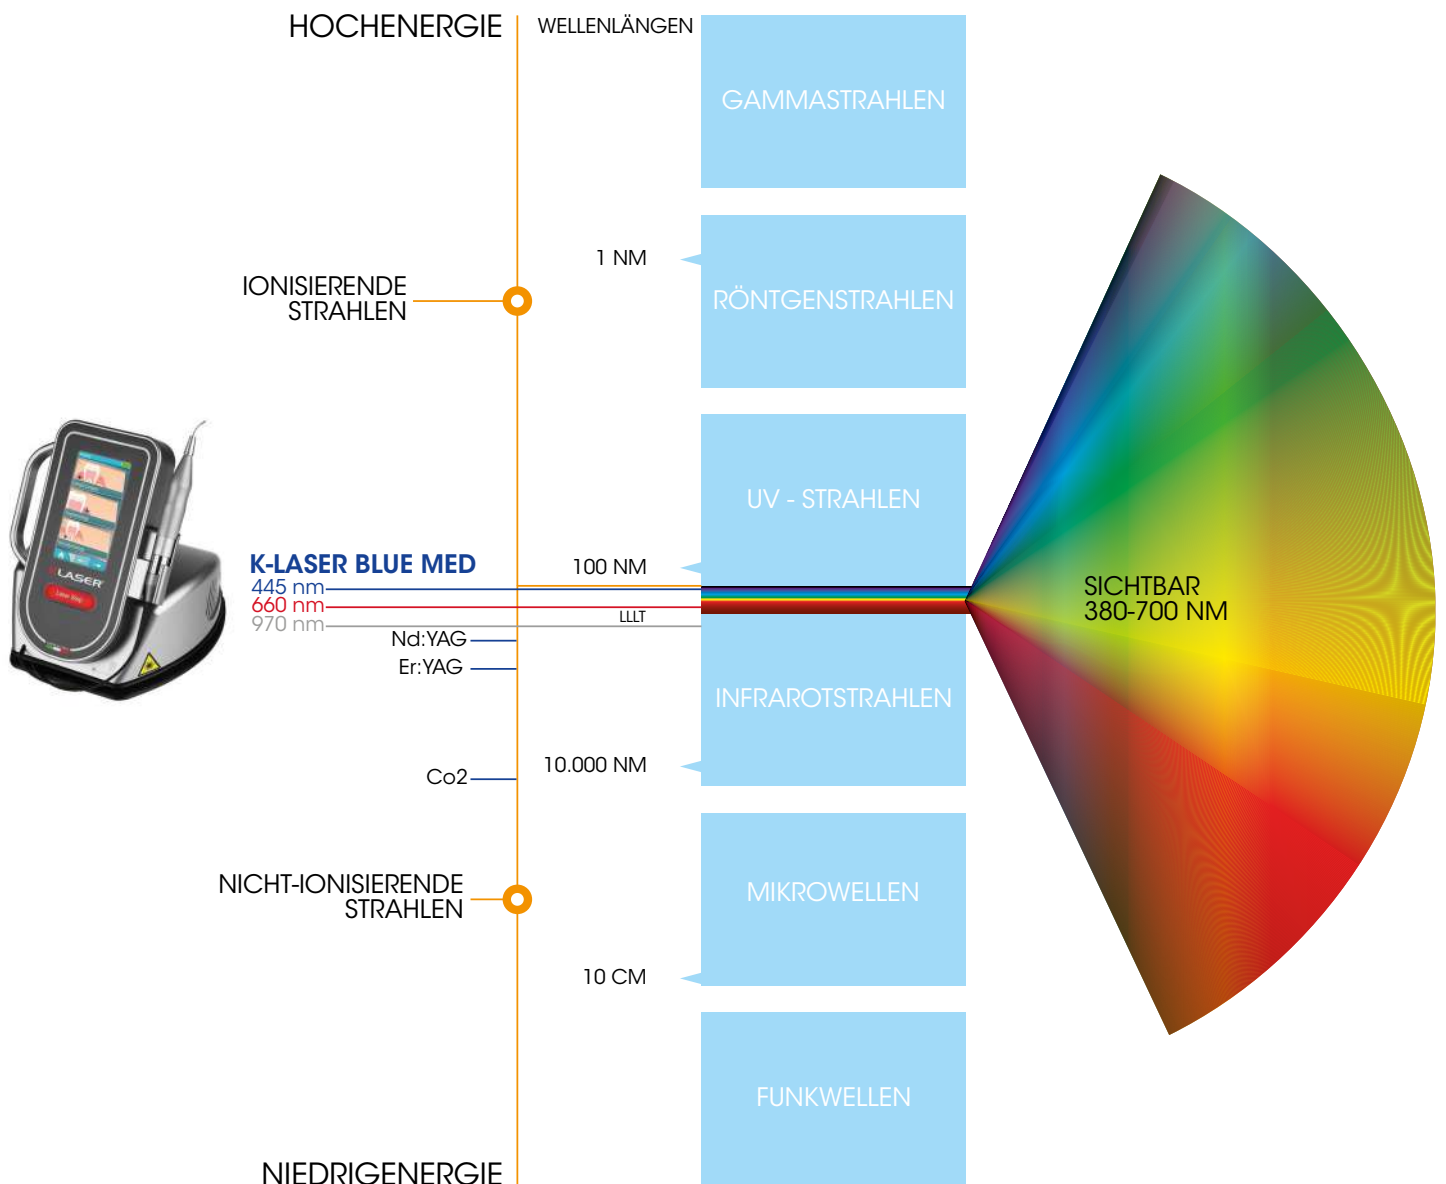 HOCHENERGIE
WELLENLÄNGEN
GAMMASTRAHLEN
1 NM
IONISIERENDE
STRAHLEN
RÖNTGENSTRAHLEN
UV - STRAHLEN
K-LASER BLUE MED
100 NM
445 nm
660 nm
970 nm
LLLT
SICHTBAR
380-700 NM
Nd:YAG
Er:YAG
INFRAROTSTRAHLEN
Co2
10.000 NM
NICHT-IONISIERENDE
STRAHLEN
MIKROWELLEN
10 CM
FUNKWELLEN
NIEDRIGENERGIE
K-LASER
Laser Stop